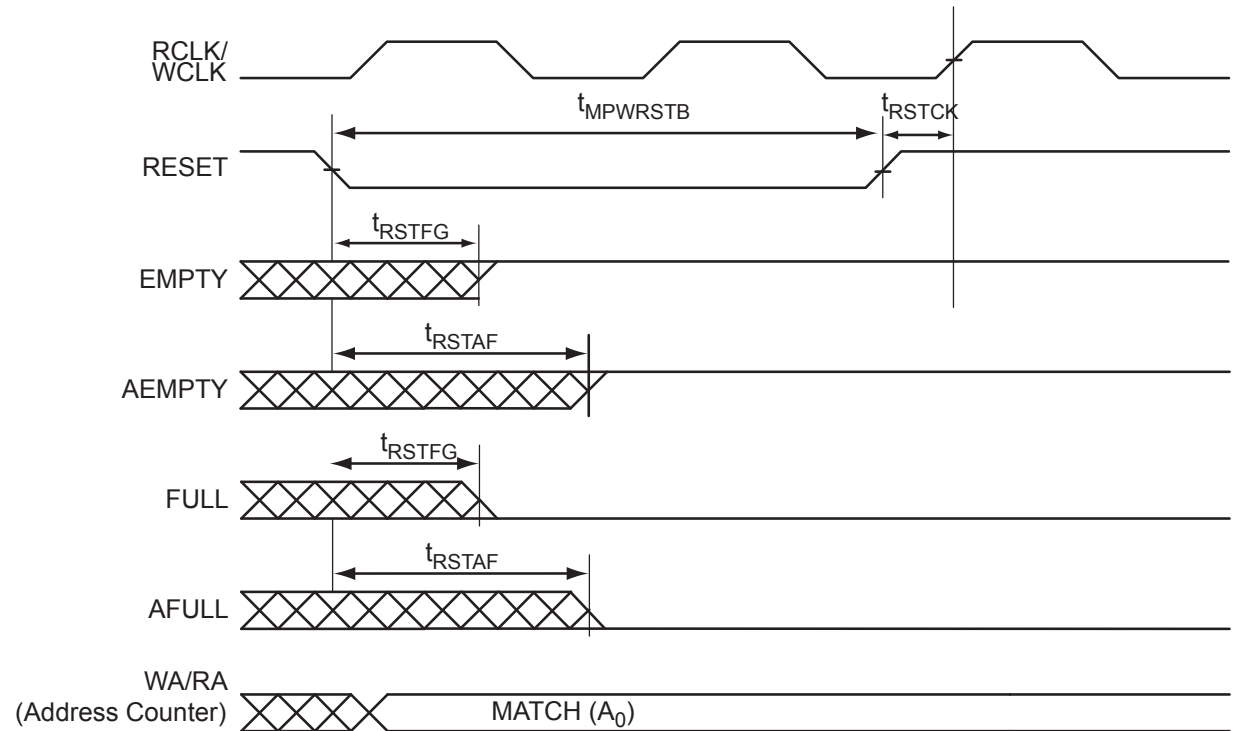 RCLK/
WCLK
tMPWRSTB
tRSTCK
RESET
tRSTFG
EMPTY
tRSTAF
AEMPTY
tRSTFG
FULL
tRSTAF
AFULL
WA/RA
(Address Counter)
MATCH (A0)